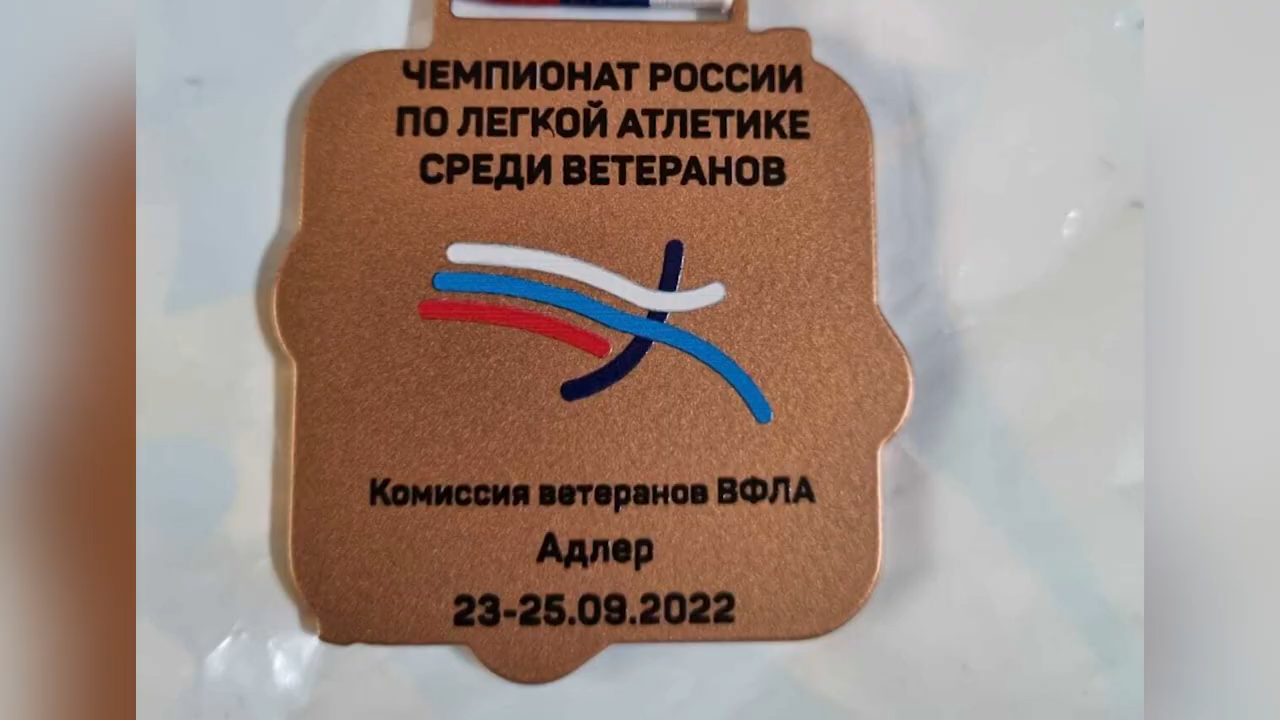 ЧЕМПИОНАТ РОССИИ
ПО ЛЕГКОЙ АТЛЕТИКЕ
СРЕДИ ВЕТЕРАНОВ
Комиссия ветеранов ВФЛА
Адлер
23-25.09.2022